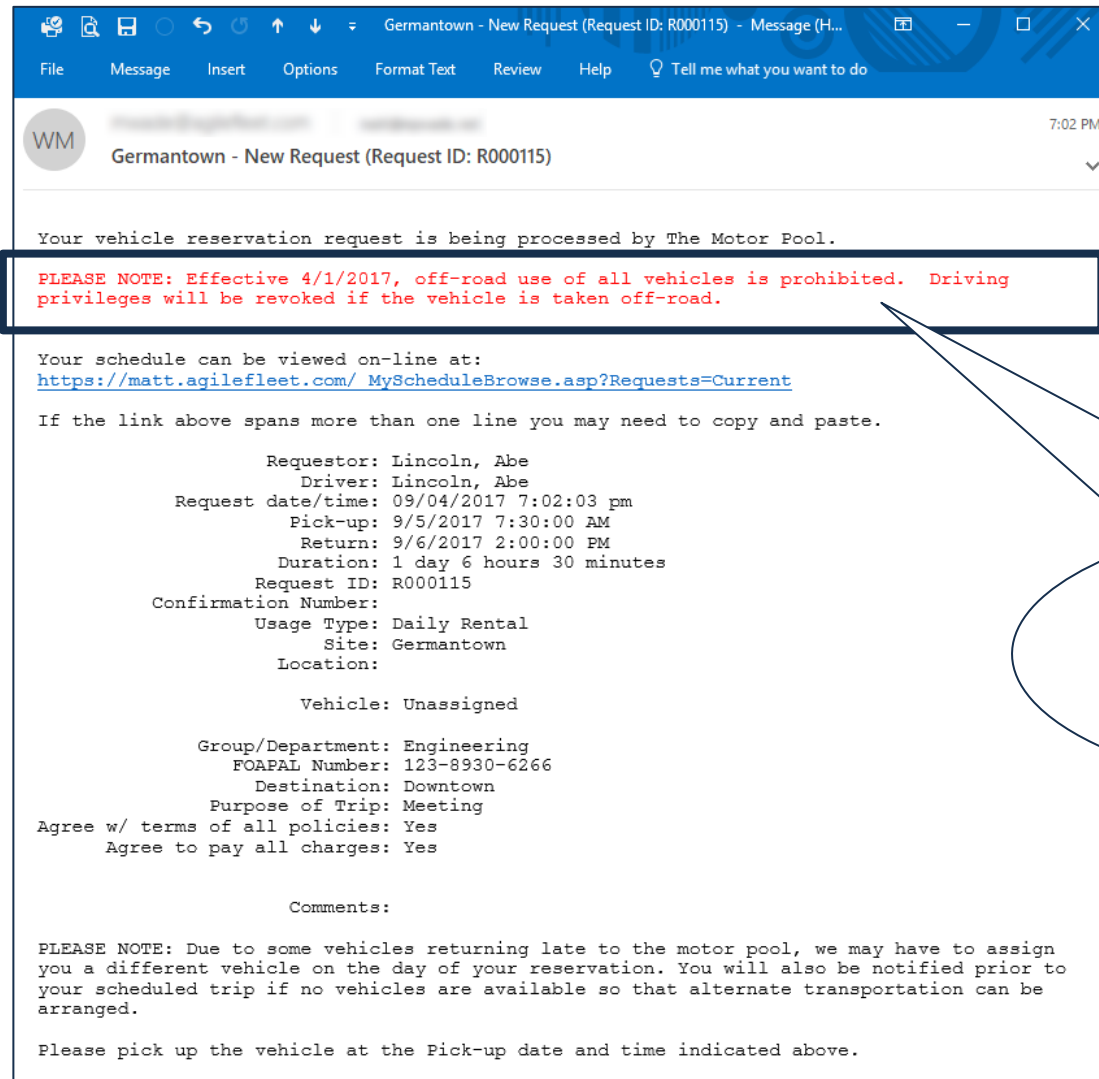 Germantown - New Request (Request ID: R000115) - Message (H...
File Message Insert Options Format Text Review Help Tell me what you want to do
WM
7:02 PM
Germantown - New Request (Request ID: R000115)
Your vehicle reservation request is being processed by The Motor Pool.
PLEASE NOTE: Effective 4/1/2017, off-road use of all vehicles is prohibited. Driving
privileges will be revoked if the vehicle is taken off-road.
Your schedule can be viewed on-line at:
https://matt.agilefleet.com/ MyScheduleBrowse.asp?Requests=Current
If the link above spans more than one line you may need to copy and paste.
Requestor: Lincoln, Abe
Driver: Lincoln, Abe
Request date/time: 09/04/2017 7:02:03 pm
Pick-up: 9/5/2017 7:30:00 AM
Return: 9/6/2017 2:00:00 PM
Duration: 1 day 6 hours 30 minutes
Request ID: R000115
Confirmation Number:
Usage Type: Daily Rental
Site: Germantown
Location:
Vehicle: Unassigned
Group/Department: Engineering
FOAPAL Number: 123-8930-6266
Destination: Downtown
Purpose of Trip: Meeting
Agree w/ terms of all policies: Yes
Agree to pay all charges: Yes
Comments:
PLEASE NOTE: Due to some vehicles returning late to the motor pool, we may have to assign
you a different vehicle on the day of your reservation. You will also be notified prior to
your scheduled trip if no vehicles are available so that alternate transportation can be
arranged.
Please pick up the vehicle at the Pick-up date and time indicated above.